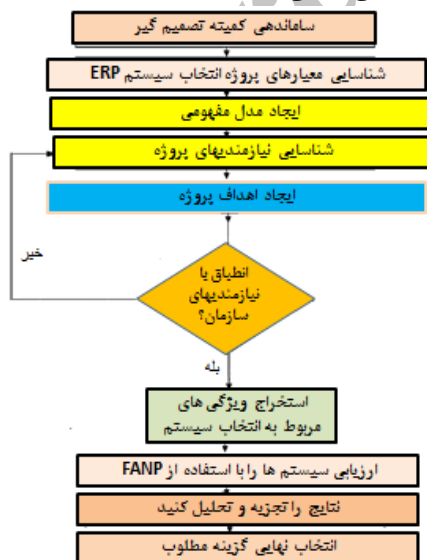 ساماندهی کمیته تصمیم گیر
شناسایی معیارهای پروژه انتخاب سیستم ERP
ایجاد مدل مفهومی
شناسایی نیازمندیهای پروژه
ایجاد اهداف پروژه
خیر
انطباق با
نیازمندیهای
سازمان؟
بله
استخراج ویژگی های
مربوط به انتخاب سیستم
ارزیابی سیستم ها را با استفاده از FANP
نتایج را تجزیه و تحلیل کنید
انتخاب نهایی گزینه مطلوب